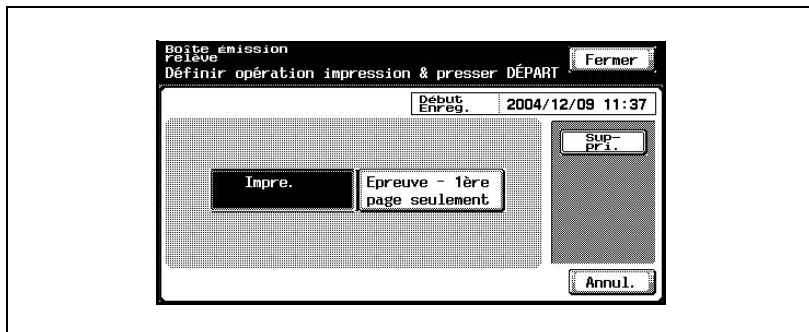 Boîte émission
relève
Définir opération impression & presser DÉPART
Fermer
Début
Enreg.
2004/12/09 11:37
Sup-
pri.
Impre.
Epreuve - 1ère
page seulement
Annul.